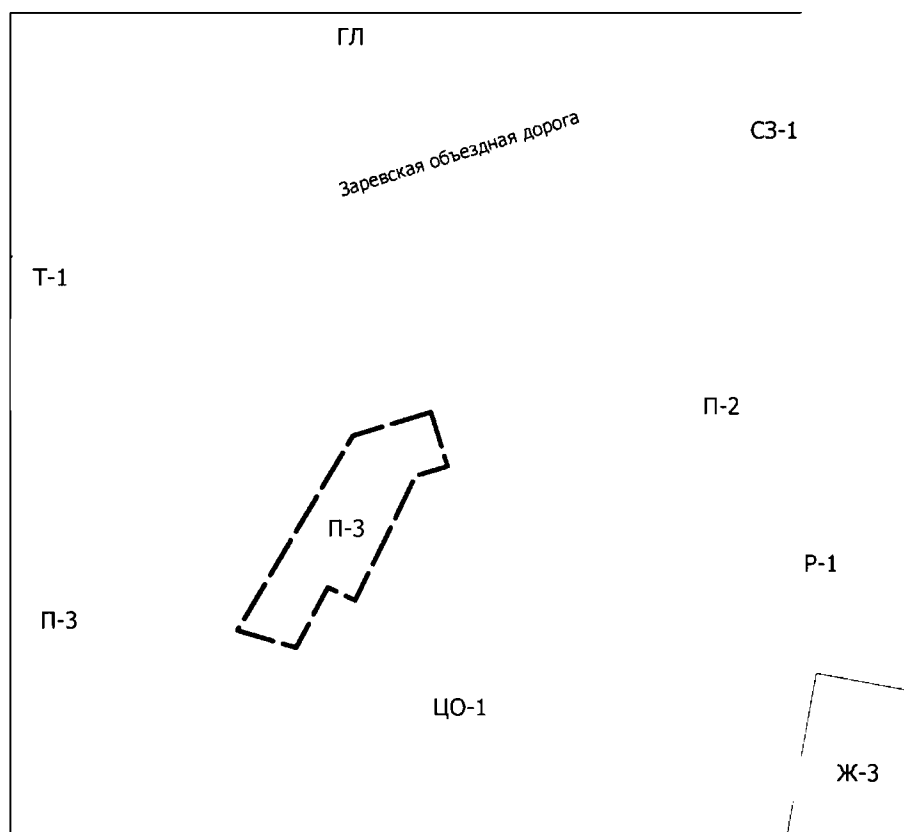 ГЛ
Заревская объездная дорога
СЗ-1
Т-1
П-2
П-3
Р-1
П-3
ЦО-1
Ж-3